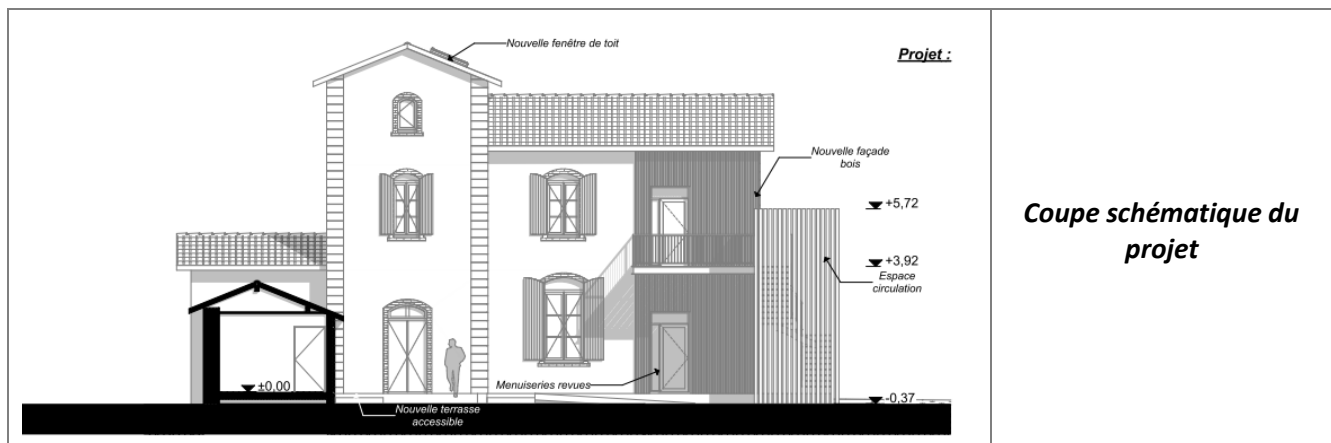 Nouvelle fenêtre de toit
Projet :
Nouvelle façade
bois
+5,72
+3,92
Espace
circulation
±0,00
Menuiseries revues
-0,37
Nouvelle terrasse
accessible
Coupe schématique du
projet